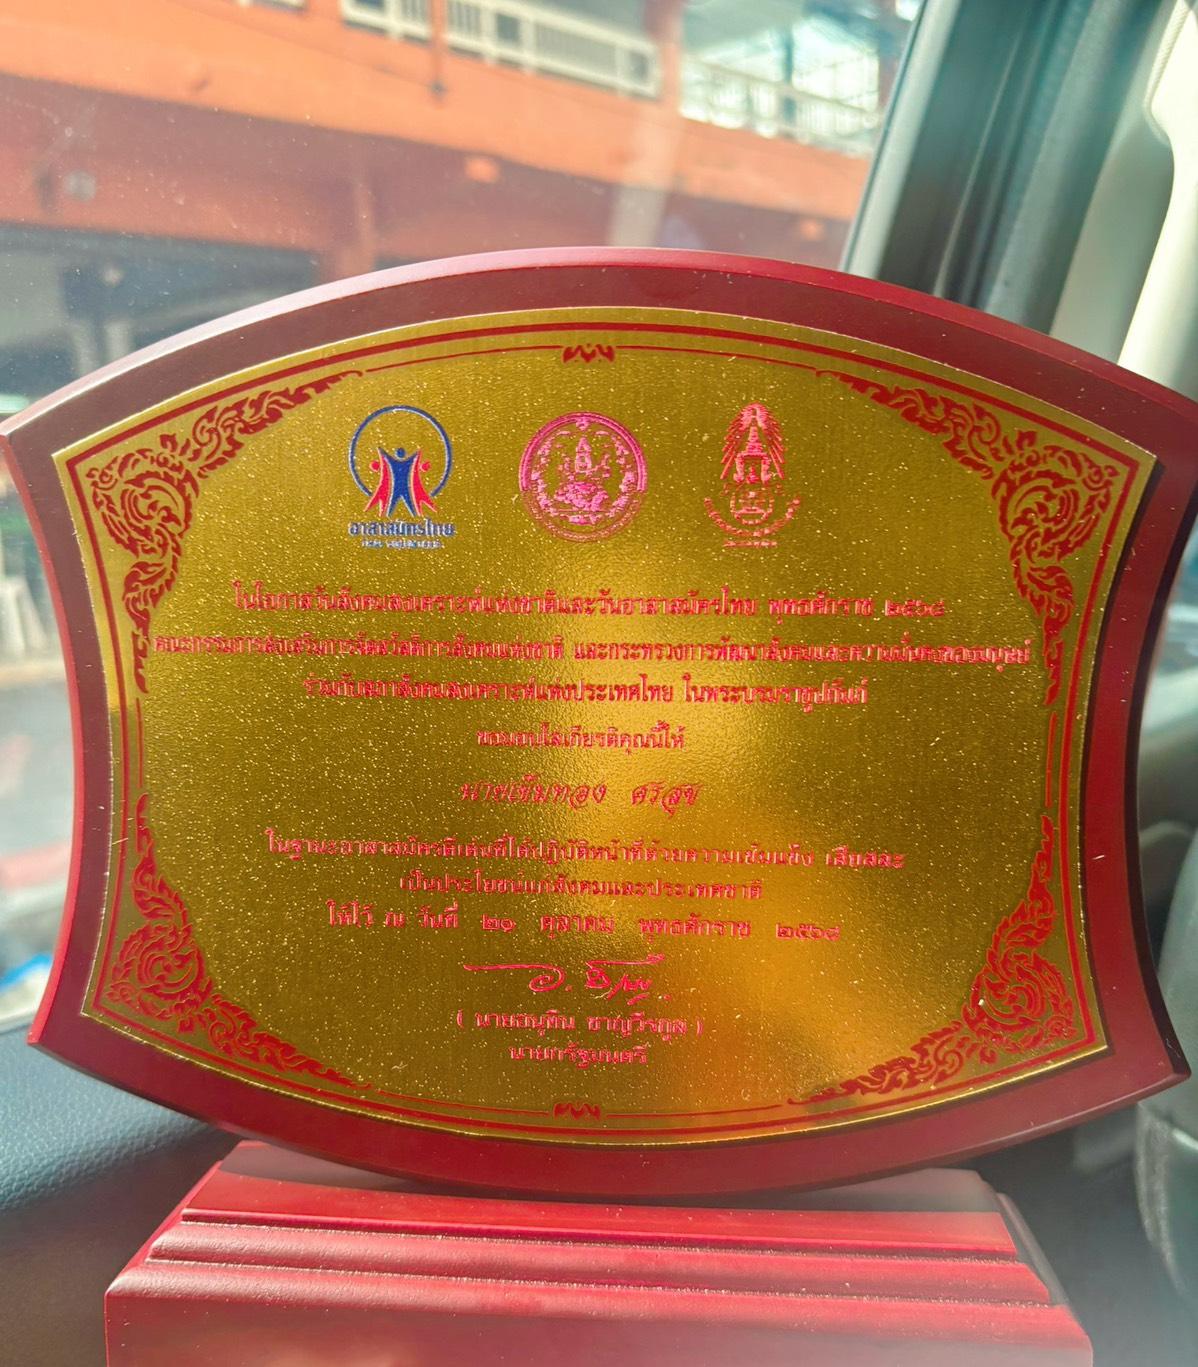 อาสาสมัครไทย
ในโอกาสวันสังคมสงเคราะห์แห่งชาติและวันอาสาสมัครไทย พุทธศักราช ๒๕๖๘
คณะกรรมการส่งเสริมการจัดสวัสดิการสังคมแห่งชาติ และกระทรวงการพัฒนาสังคมและความมั่นคงของมนุษย์
ร่วมกับสภาสังคมสงเคราะห์แห่งประเทศไทย ในพระบรมราชูปถัมภ์
ขอมอบโล่เกียรติคุณนี้ให้
นายเข็มทอง ศรสุข
ในฐานะอาสาสมัครดีเด่นที่ได้ปฏิบัติหน้าที่ด้วยความเข้มแข็ง เสียสละ
เป็นประโยชน์แก่สังคมและประเทศชาติ
ให้ไว้ ณ วันที่ ๒๑ ตุลาคม พุทธศักราช ๒๕๖๘
( นายอนุทิน ชาญวีรกูล )
นายกรัฐมนตรี